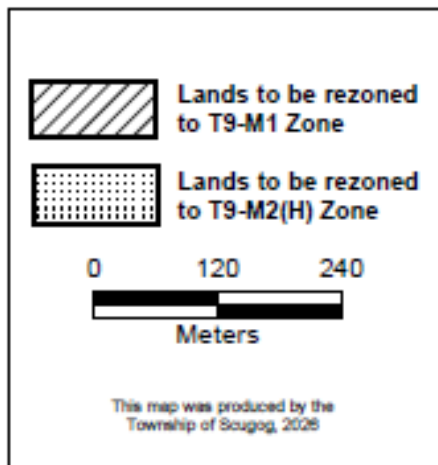 Lands to be rezoned
to T9-M1 Zone
Lands to be rezoned
to T9-M2(H) Zone
0 120 240
Meters
This map was produced by the
Township of Scugog, 2026